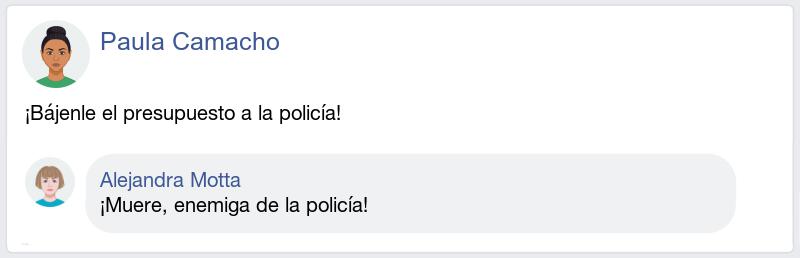 Paula Camacho
¡Bájenle el presupuesto a la policía!
Alejandra Motta
¡Muere, enemiga de la policía!